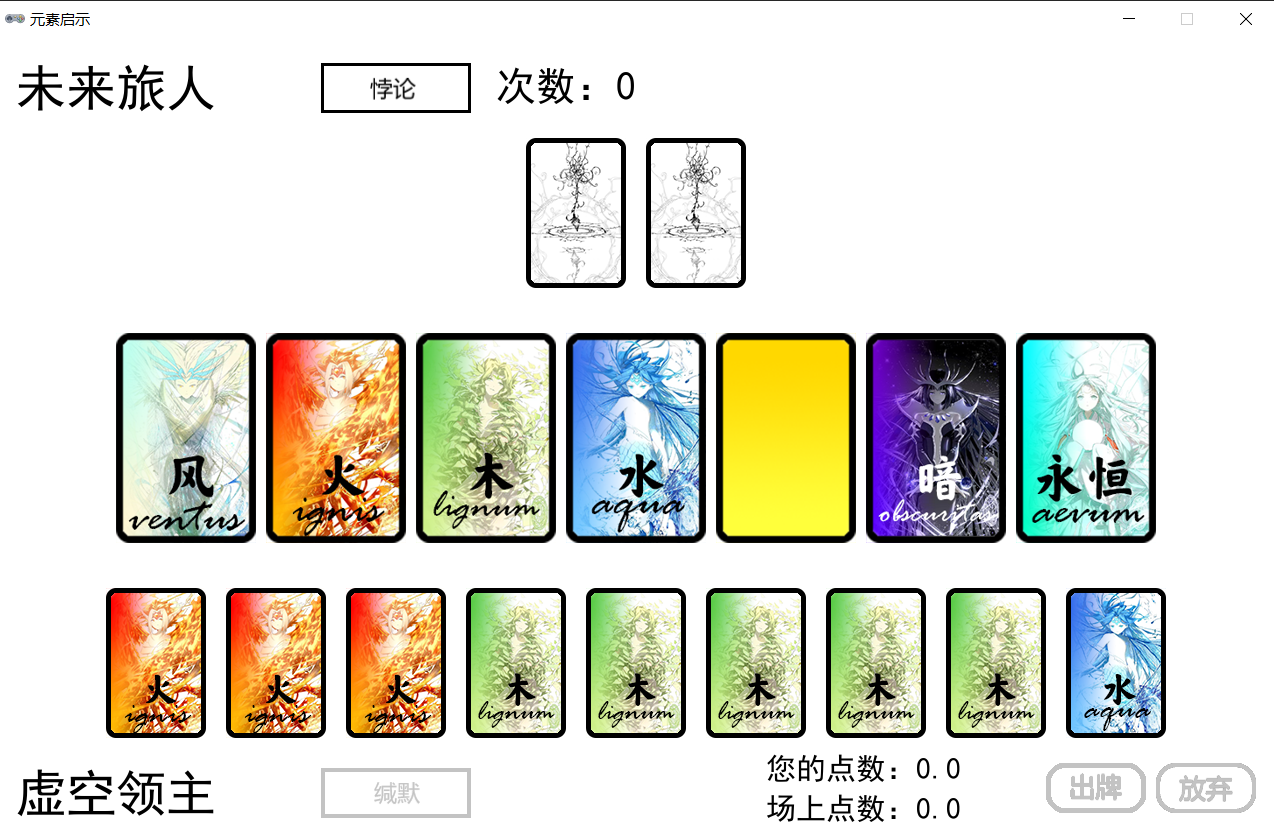 元素启示
未来旅人
悖论
次数：0
风 火 木 水 暗 永恒
ventus ignis lignum aqua obscuritas aevum
火 火 火 木 木 木 木 木 水
ignis ignis ignis lignum lignum lignum lignum lignum aqua
虚空领主
缄默
您的点数：0.0
场上点数：0.0
出牌 放弃